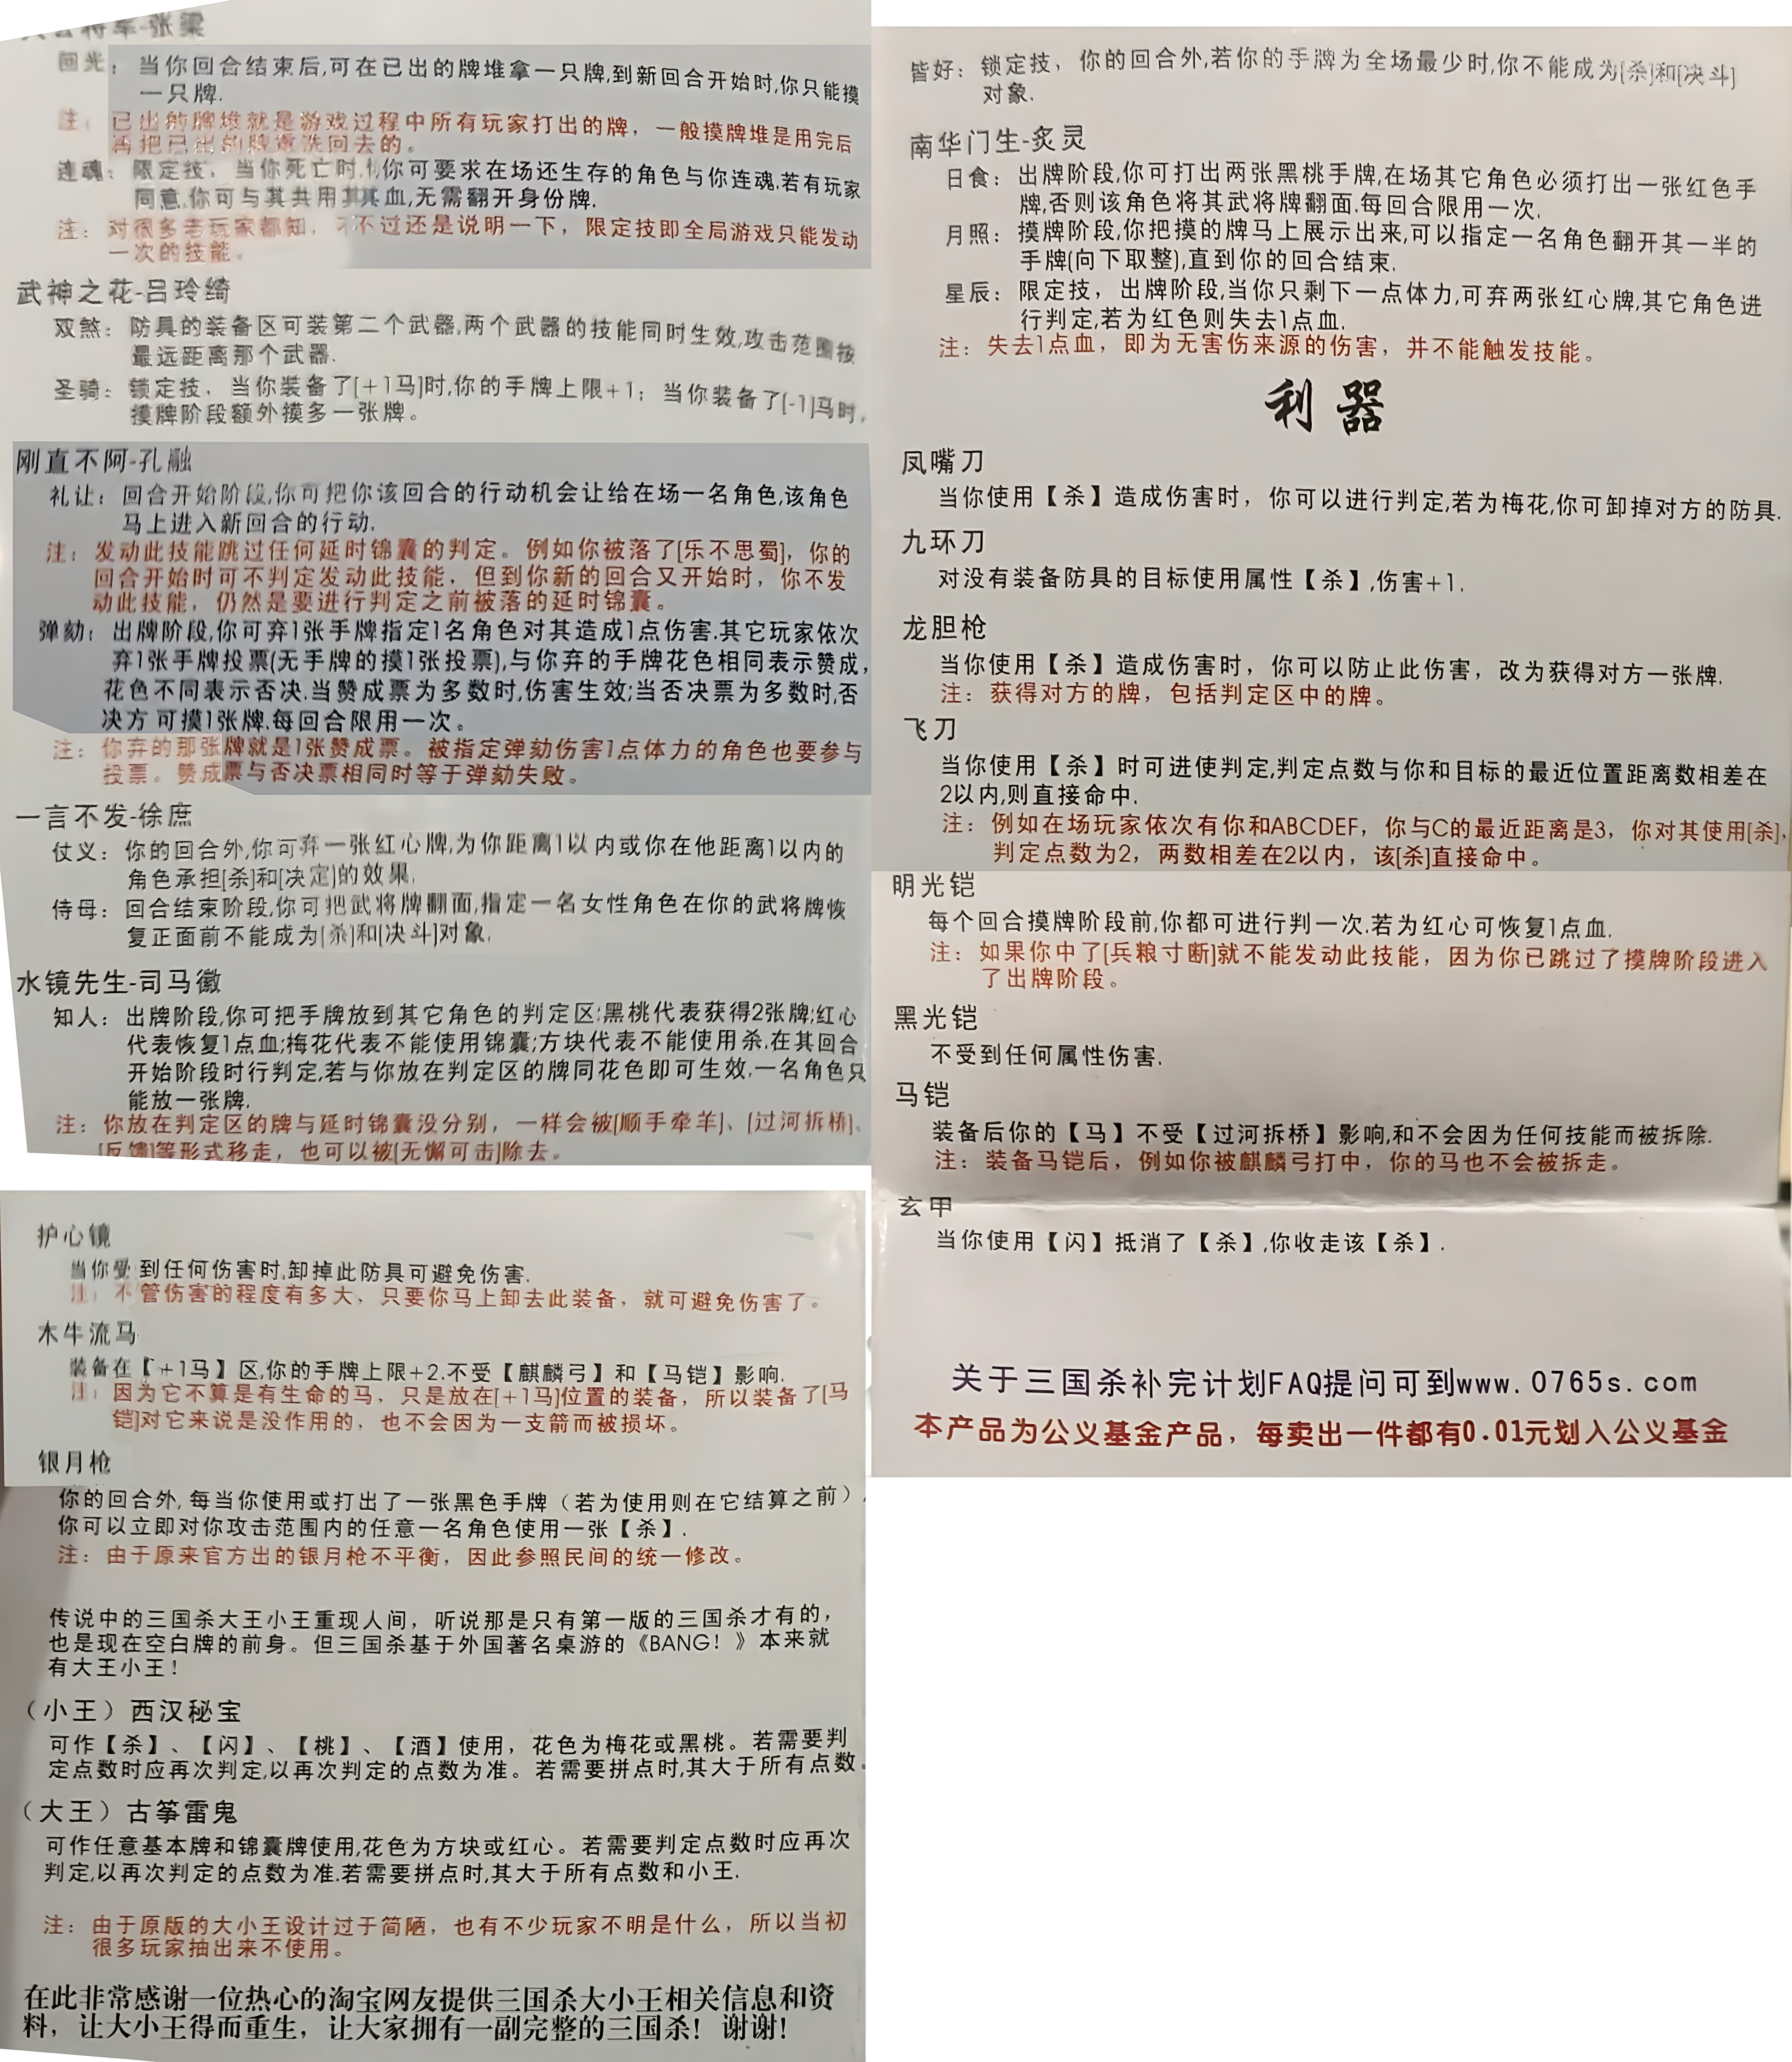 将军-张梁
回光：当你回合结束后,可在已出的牌堆拿一只牌,到新回合开始时,你只能摸
一只牌.
注：已出的牌堆就是游戏过程中所有玩家打出的牌，一般摸牌堆是用完后
再把已出的牌重洗回去的。
连魂：限定技，当你死亡时,你可要求在场还生存的角色与你连魂.若有玩家
同意.你可与其共用其血,无需翻开身份牌.
注：对很多老玩家都知，不过还是说明一下，限定技即全局游戏只能发动
一次的技能。
武神之花-吕玲绮
双煞：防具的装备区可装第二个武器,两个武器的技能同时生效,攻击范围按
最远距离那个武器.
圣骑：锁定技，当你装备了[+1马]时,你的手牌上限+1；当你装备了[-1]马时，
摸牌阶段额外摸多一张牌。
刚直不阿-孔融
礼让：回合开始阶段,你可把你该回合的行动机会让给在场一名角色,该角色
马上进入新回合的行动.
注：发动此技能跳过任何延时锦囊的判定。例如你被落了[乐不思蜀]，你的
回合开始时可不判定发动此技能，但到你新的回合又开始时，你不发
动此技能，仍然是要进行判定之前被落的延时锦囊。
弹劾：出牌阶段,你可弃1张手牌指定1名角色对其造成1点伤害.其它玩家依次
弃1张手牌投票(无手牌的摸1张投票),与你弃的手牌花色相同表示赞成,
花色不同表示否决.当赞成票为多数时,伤害生效;当否决票为多数时,否
决方 可摸1张牌.每回合限用一次。
注：你弃的那张牌就是1张赞成票。被指定弹劾伤害1点体力的角色也要参与
投票。赞成票与否决票相同时等于弹劾失败。
一言不发-徐庶
仗义：你的回合外,你可弃一张红心牌,为你距离1以内或你在他距离1以内的
角色承担[杀]和[决定]的效果.
侍母：回合结束阶段,你可把武将牌翻面,指定一名女性角色在你的武将牌恢
复正面前不能成为[杀]和[决斗]对象.
水镜先生-司马徽
知人：出牌阶段,你可把手牌放到其它角色的判定区:黑桃代表获得2张牌;红心
代表恢复1点血;梅花代表不能使用锦囊;方块代表不能使用杀.在其回合
开始阶段时行判定,若与你放在判定区的牌同花色即可生效.一名角色只
能放一张牌.
注：你放在判定区的牌与延时锦囊没分别，一样会被[顺手牵羊]、[过河拆桥]、
[反馈]等形式移走，也可以被[无懈可击]除去。
皆好：锁定技，你的回合外,若你的手牌为全场最少时,你不能成为[杀]和[决斗]
对象.
南华门生-炙灵
日食：出牌阶段,你可打出两张黑桃手牌,在场其它角色必须打出一张红色手
牌,否则该角色将其武将牌翻面.每回合限用一次.
月照：摸牌阶段,你把摸的牌马上展示出来,可以指定一名角色翻开其一半的
手牌(向下取整),直到你的回合结束.
星辰：限定技，出牌阶段,当你只剩下一点体力,可弃两张红心牌,其它角色进
行判定,若为红色则失去1点血.
注：失去1点血，即为无害伤来源的伤害，并不能触发技能。
利器
凤嘴刀
当你使用【杀】造成伤害时，你可以进行判定,若为梅花,你可卸掉对方的防具.
九环刀
对没有装备防具的目标使用属性【杀】,伤害+1.
龙胆枪
当你使用【杀】造成伤害时，你可以防止此伤害，改为获得对方一张牌.
注：获得对方的牌，包括判定区中的牌。
飞刀
当你使用【杀】时可进使判定,判定点数与你和目标的最近位置距离数相差在
2以内,则直接命中.
注：例如在场玩家依次有你和ABCDEF，你与C的最近距离是3，你对其使用[杀]，
判定点数为2，两数相差在2以内，该[杀]直接命中。
明光铠
每个回合摸牌阶段前,你都可进行判一次.若为红心可恢复1点血.
注：如果你中了[兵粮寸断]就不能发动此技能，因为你已跳过了摸牌阶段进入
了出牌阶段。
黑光铠
不受到任何属性伤害.
马铠
装备后你的【马】不受【过河拆桥】影响,和不会因为任何技能而被拆除.
注：装备马铠后，例如你被麒麟弓打中，你的马也不会被拆走。
玄甲
当你使用【闪】抵消了【杀】,你收走该【杀】.
关于三国杀补完计划FAQ提问可到www.0765s.com
本产品为公义基金产品，每卖出一件都有0.01元划入公义基金
护心镜
当你受到任何伤害时,卸掉此防具可避免伤害.
注：不管伤害的程度有多大，只要你马上卸去此装备，就可避免伤害了。
木牛流马
装备在【+1马】区,你的手牌上限+2.不受【麒麟弓】和【马铠】影响.
注：因为它不算是有生命的马，只是放在[+1马]位置的装备，所以装备了[马
铠]对它来说是没作用的，也不会因为一支箭而被损坏。
银月枪
你的回合外,每当你使用或打出了一张黑色手牌（若为使用则在它结算之前）,
你可以立即对你攻击范围内的任意一名角色使用一张【杀】.
注：由于原来官方出的银月枪不平衡，因此参照民间的统一修改。
传说中的三国杀大王小王重现人间，听说那是只有第一版的三国杀才有的，
也是现在空白牌的前身。但三国杀基于外国著名桌游的《BANG！》本来就
有大王小王！
（小王）西汉秘宝
可作【杀】、【闪】、【桃】、【酒】使用，花色为梅花或黑桃。若需要判
定点数时应再次判定,以再次判定的点数为准。若需要拼点时,其大于所有点数。
（大王）古筝雷鬼
可作任意基本牌和锦囊牌使用,花色为方块或红心。若需要判定点数时应再次
判定,以再次判定的点数为准.若需要拼点时,其大于所有点数和小王.
注：由于原版的大小王设计过于简陋，也有不少玩家不明是什么，所以当初
很多玩家抽出来不使用。
在此非常感谢一位热心的淘宝网友提供三国杀大小王相关信息和资
料，让大小王得而重生，让大家拥有一副完整的三国杀！谢谢！